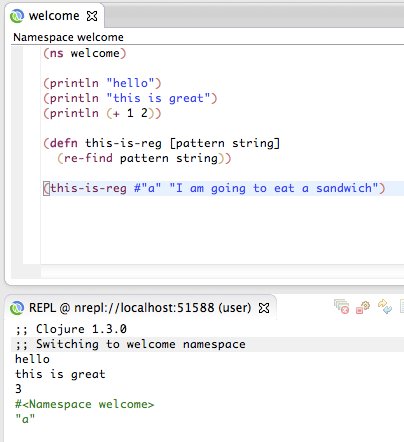 welcome
Namespace welcome
(ns welcome)
(println "hello")
(println "this is great")
(println (+ 1 2))
(defn this-is-reg [pattern string]
(re-find pattern string))
(this-is-reg #"a" "I am going to eat a sandwich")
REPL @ nrepl://localhost:51588 (user)
;; Clojure 1.3.0
;; Switching to welcome namespace
hello
this is great
3
#<Namespace welcome>
"a"